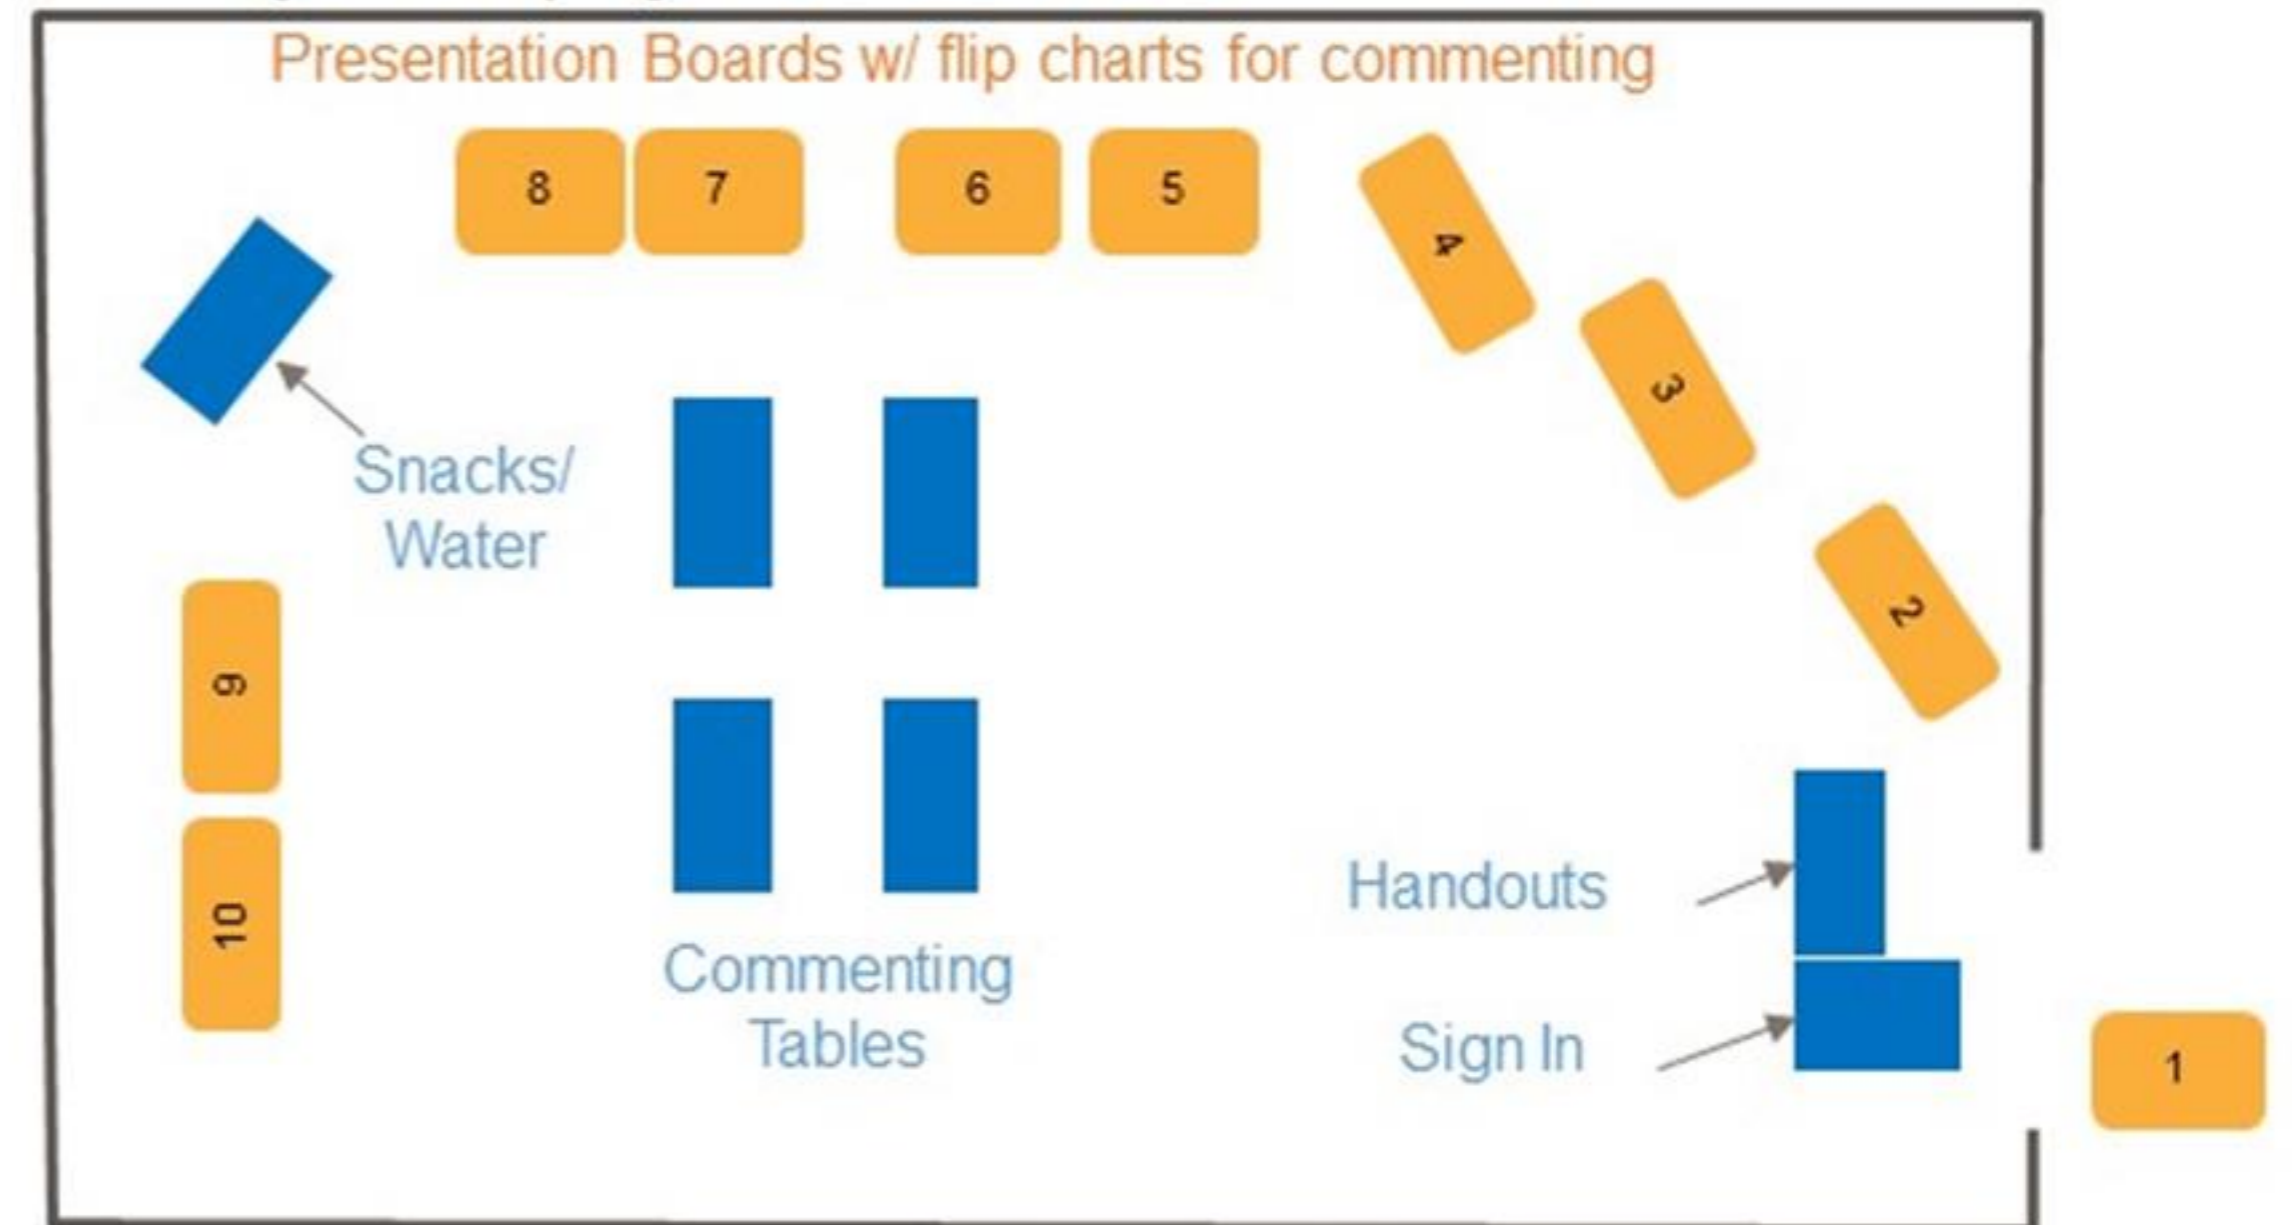 Presentation Boards w/ flip charts for commenting
8 7 6 5
4
3
2
Snacks/
Water
9
10
Commenting
Tables
Handouts
Sign In
1